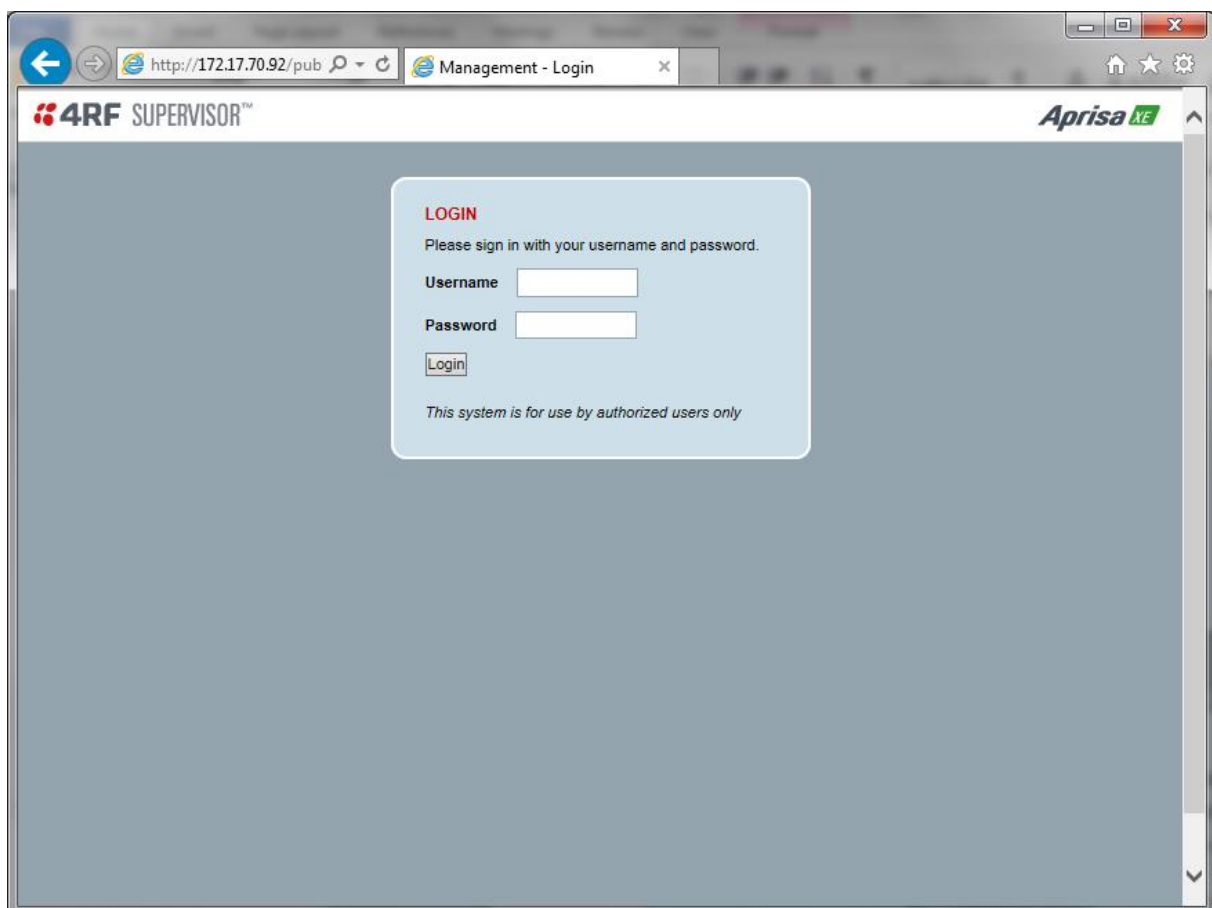 http://172.17.70.92/pub
Management - Login
4RF SUPERVISOR™
Aprisa XE
LOGIN
Please sign in with your username and password.
Username
Password
Login
This system is for use by authorized users only